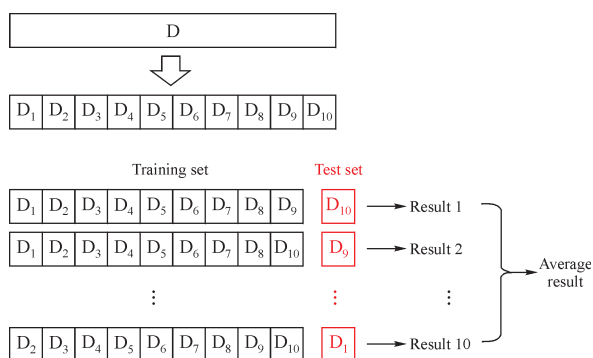 D
D₁ D₂ D₃ D₄ D₅ D₆ D₇ D₈ D₉ D₁₀
Training set Test set
D₁ D₂ D₃ D₄ D₅ D₆ D₇ D₈ D₉ D₁₀ Result 1
D₁ D₂ D₃ D₄ D₅ D₆ D₇ D₈ D₁₀ D₉ Result 2
Average
result
⋮ ⋮ ⋮
D₂ D₃ D₄ D₅ D₆ D₇ D₈ D₉ D₁₀ D₁ Result 10